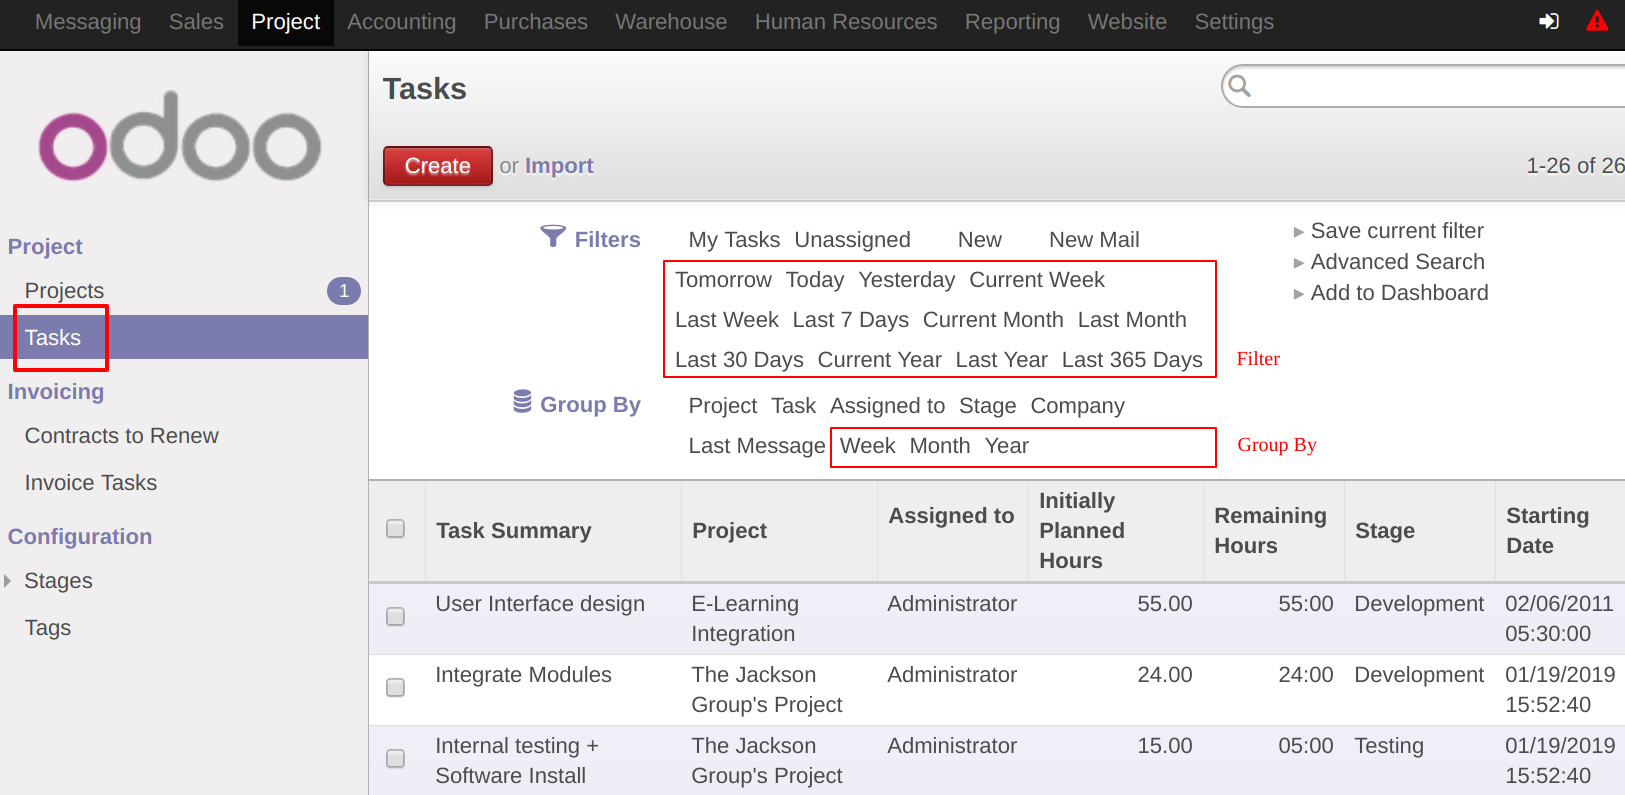 Messaging Sales Project Accounting Purchases Warehouse Human Resources Reporting Website Settings
odoo
Project
Projects 1
Tasks
Invoicing
Contracts to Renew
Invoice Tasks
Configuration
Stages
Tags
Tasks
Create or Import
1-26 of 26
Filters My Tasks Unassigned New New Mail
Tomorrow Today Yesterday Current Week
Last Week Last 7 Days Current Month Last Month
Last 30 Days Current Year Last Year Last 365 Days
Filter
Save current filter
Advanced Search
Add to Dashboard
Group By Project Task Assigned to Stage Company
Last Message Week Month Year
Group By
Task Summary Project Assigned to Initially Planned Hours Remaining Hours Stage Starting Date
User Interface design E-Learning Administrator 55.00 55:00 Development 02/06/2011
Integration 05:30:00
Integrate Modules The Jackson Administrator 24.00 24:00 Development 01/19/2019
Group's Project 15:52:40
Internal testing + The Jackson Administrator 15.00 05:00 Testing 01/19/2019
Software Install Group's Project 15:52:40